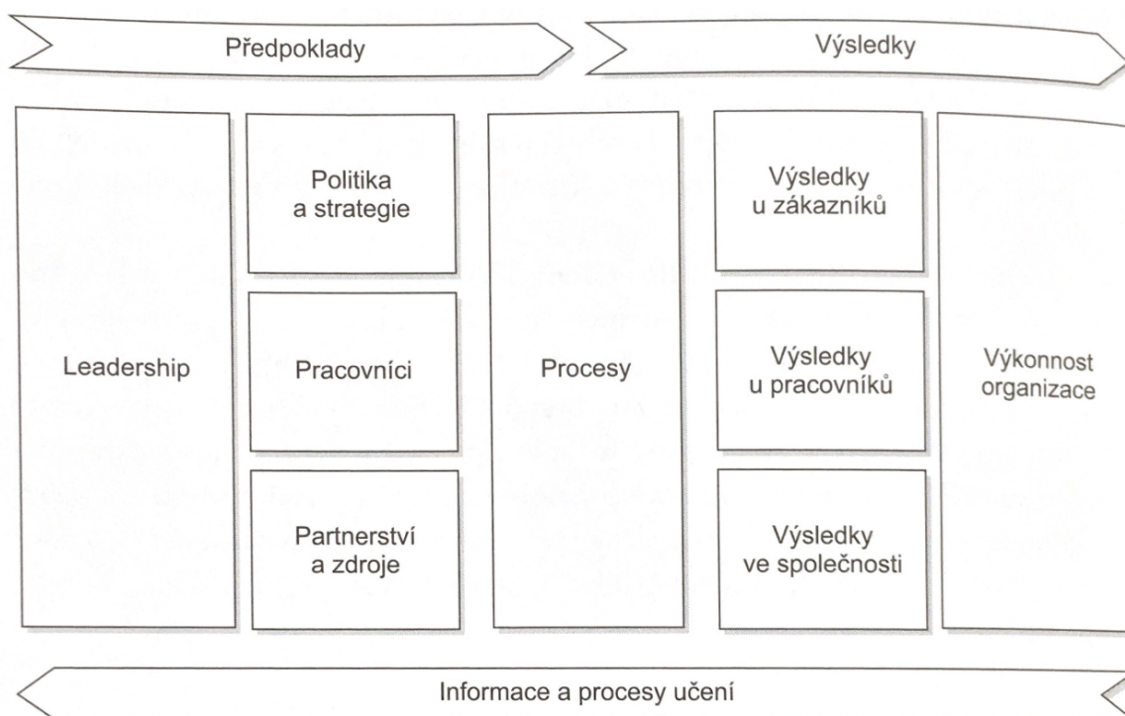 Předpoklady
Výsledky
Leadership
Politika
a strategie
Pracovníci
Partnerství
a zdroje
Procesy
Výsledky
u zákazníků
Výsledky
u pracovníků
Výsledky
ve společnosti
Výkonnost
organizace
Informace a procesy učení